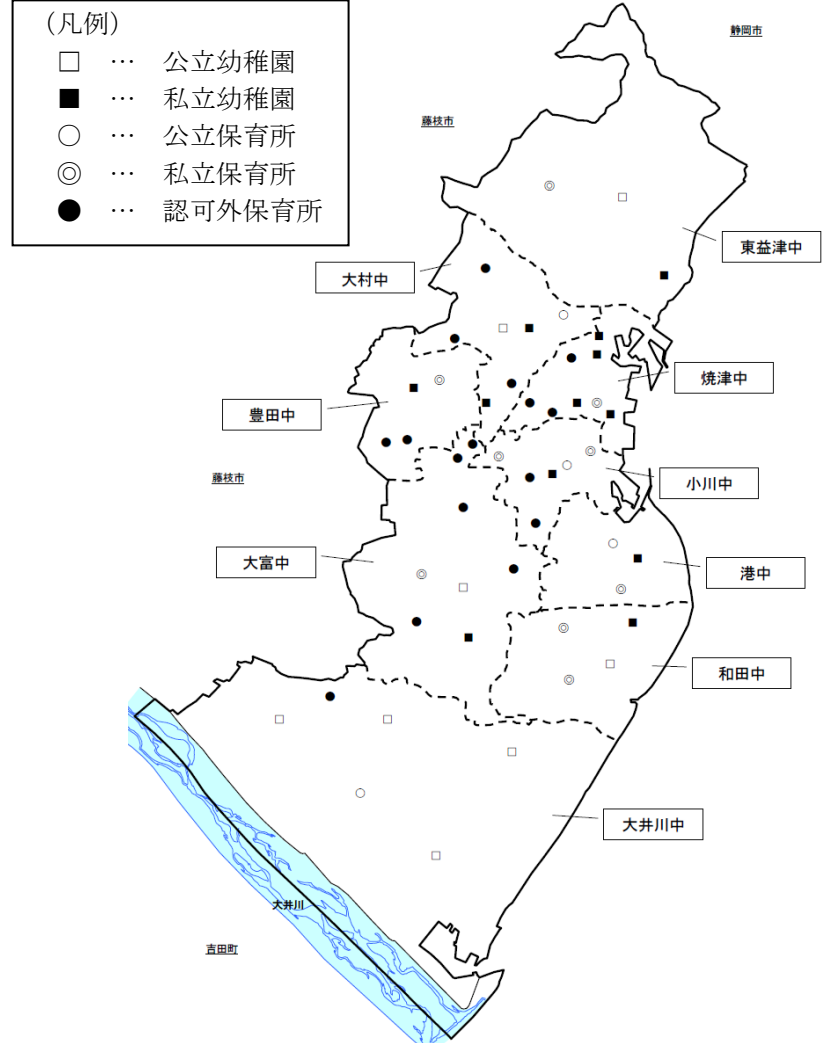 (凡例)
□ … 公立幼稚園
■ … 私立幼稚園
○ … 公立保育所
◎ … 私立保育所
● … 認可外保育所
静岡市
藤枝市
東益津中
大村中
焼津中
豊田中
藤枝市
小川中
大富中
港中
和田中
大井川中
大井川
吉田町